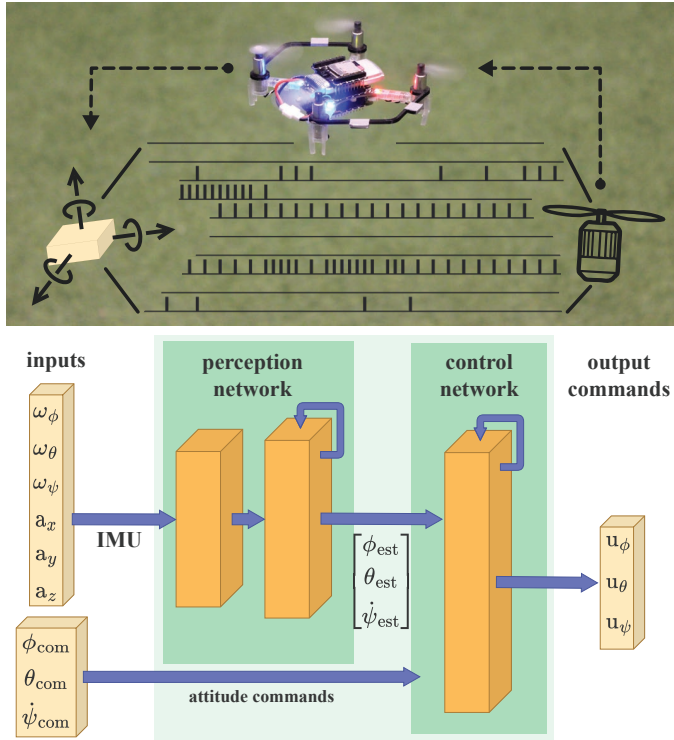 inputs
perception
network
control
network
output
commands
ω_ϕ
ω_θ
ω_ψ
a_x
a_y
a_z
IMU
ϕ_est
θ_est
ψ̇_est
u_ϕ
u_θ
u_ψ
ϕ_com
θ_com
ψ̇_com
attitude commands